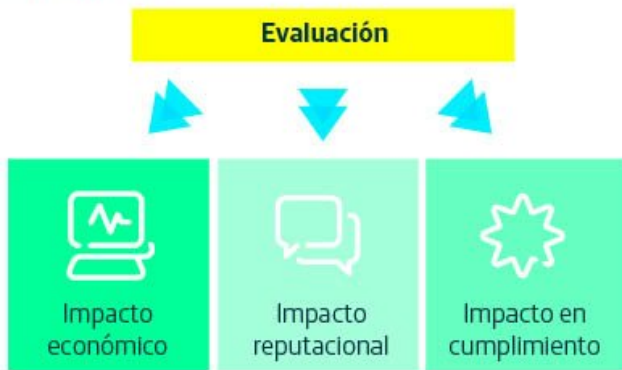 Evaluación
Impacto
económico
Impacto
reputacional
Impacto en
cumplimiento